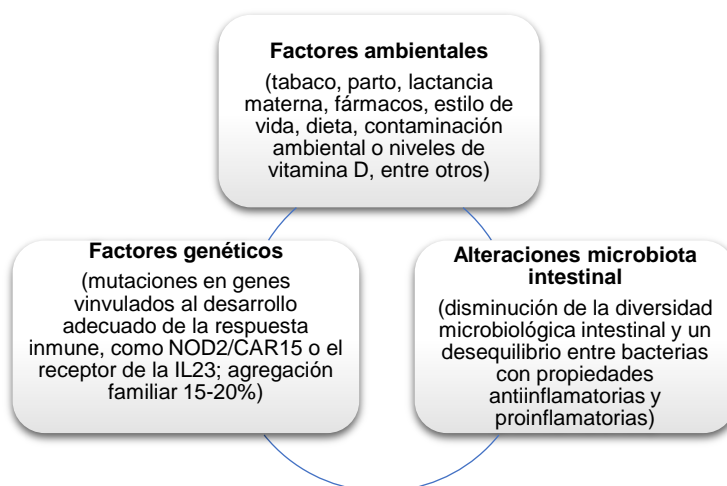 Factores ambientales
(tabaco, parto, lactancia
materna, fármacos, estilo de
vida, dieta, contaminación
ambiental o niveles de
vitamina D, entre otros)
Factores genéticos
(mutaciones en genes
vinvulados al desarrollo
adecuado de la respuesta
inmune, como NOD2/CAR15 o el
receptor de la IL23; agregación
familiar 15-20%)
Alteraciones microbiota
intestinal
(disminución de la diversidad
microbiológica intestinal y un
desequilibrio entre bacterias
con propiedades
antiinflamatorias y
proinflamatorias)